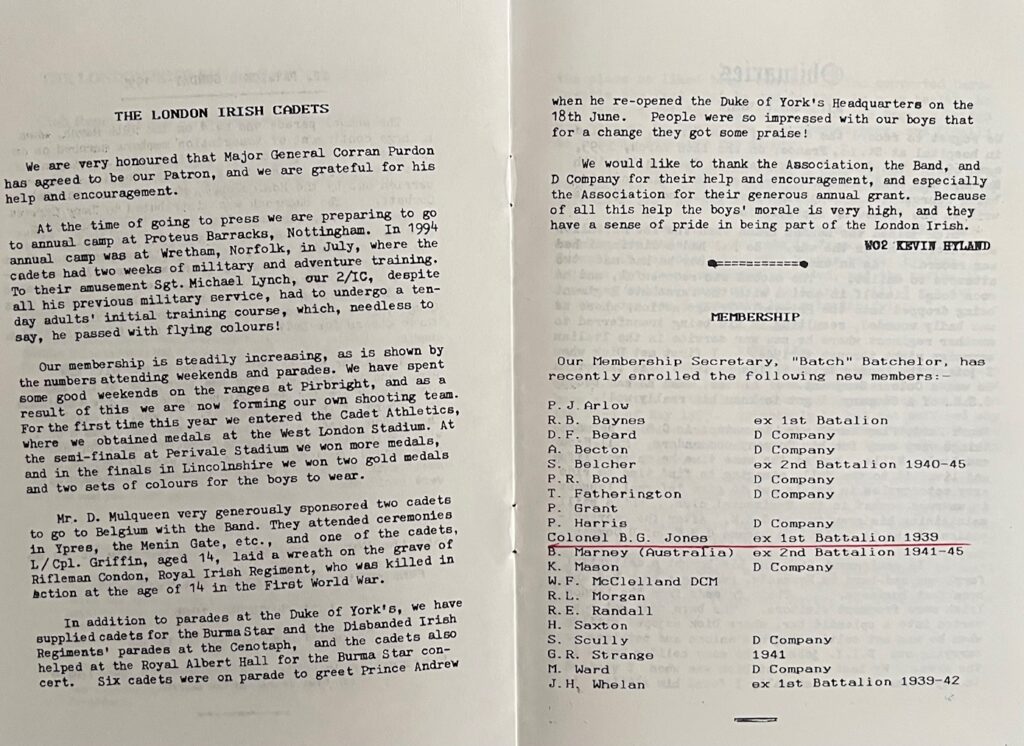 THE LONDON IRISH CADETS
We are very honoured that Major General Corran Purdon
has agreed to be our Patron, and we are grateful for his
help and encouragement.
At the time of going to press we are preparing to go
to annual camp at Proteus Barracks, Nottingham. In 1994
annual camp was at Wretham, Norfolk, in July, where the
cadets had two weeks of military and adventure training.
To their amusement Sgt. Michael Lynch, our 2/IC, despite
all his previous military service, had to undergo a ten-
day adults' initial training course, which, needless to
say, he passed with flying colours!
Our membership is steadily increasing, as is shown by
the numbers attending weekends and parades. We have spent
some good weekends on the ranges at Pirbright, and as a
result of this we are now forming our own shooting team.
For the first time this year we entered the Cadet Athletics,
where we obtained medals at the West London Stadium. At
the semi-finals at Perivale Stadium we won more medals,
and in the finals in Lincolnshire we won two gold medals
and two sets of colours for the boys to wear.
Mr. D. Mulqueen very generously sponsored two cadets
to go to Belgium with the Band. They attended ceremonies
in Ypres, the Menin Gate, etc., and one of the cadets,
L/Cpl. Griffin, aged 14, laid a wreath on the grave of
Rifleman Condon, Royal Irish Regiment, who was killed in
action at the age of 14 in the First World War.
In addition to parades at the Duke of York's, we have
supplied cadets for the Burma Star and the Disbanded Irish
Regiments' parades at the Cenotaph, and the cadets also
helped at the Royal Albert Hall for the Burma Star con-
cert. Six cadets were on parade to greet Prince Andrew
when he re-opened the Duke of York's Headquarters on the
18th June. People were so impressed with our boys that
for a change they got some praise!
We would like to thank the Association, the Band, and
D Company for their help and encouragement, and especially
the Association for their generous annual grant. Because
of all this help the boys' morale is very high, and they
have a sense of pride in being part of the London Irish.
WO2 KEVIN HYLAND
MEMBERSHIP
Our Membership Secretary, "Batch" Batchelor, has
recently enrolled the following new members:-
P.J.Arlow
R.B. Baynes ex 1st Batalion
D.F. Beard D Company
A. Becton D Company
S. Belcher ex 2nd Battalion 1940-45
P.R. Bond D Company
T. Fatherington D Company
P. Grant
P. Harris D Company
Colonel B.G. Jones ex 1st Battalion 1939
B. Marney (Australia) ex 2nd Battalion 1941-45
K. Mason D Company
W.F. McClelland DCM
R.L. Morgan
R.E. Randall
H. Saxton
S. Scully D Company
G.R. Strange 1941
M. Ward D Company
J.H. Whelan ex 1st Battalion 1939-42